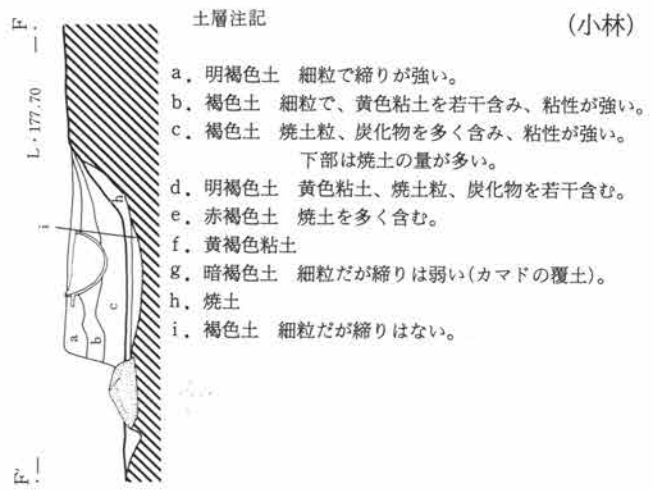 土層注記
(小林)
a．明褐色土　細粒で締りが強い。
b．褐色土　細粒で、黄色粘土を若干含み、粘性が強い。
c．褐色土　焼土粒、炭化物を多く含み、粘性が強い。
下部は焼土の量が多い。
d．明褐色土　黄色粘土、焼土粒、炭化物を若干含む。
e．赤褐色土　焼土を多く含む。
f．黄褐色粘土
g．暗褐色土　細粒だが締りは弱い(カマドの覆土)。
h．焼土
i．褐色土　細粒だが締りはない。
F
L・177.70
h
i
c
a
b
F'